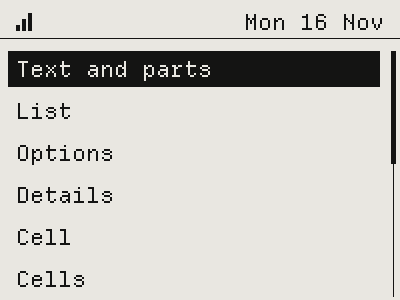 Mon 16 Nov
Text and parts
List
Options
Details
Cell
Cells